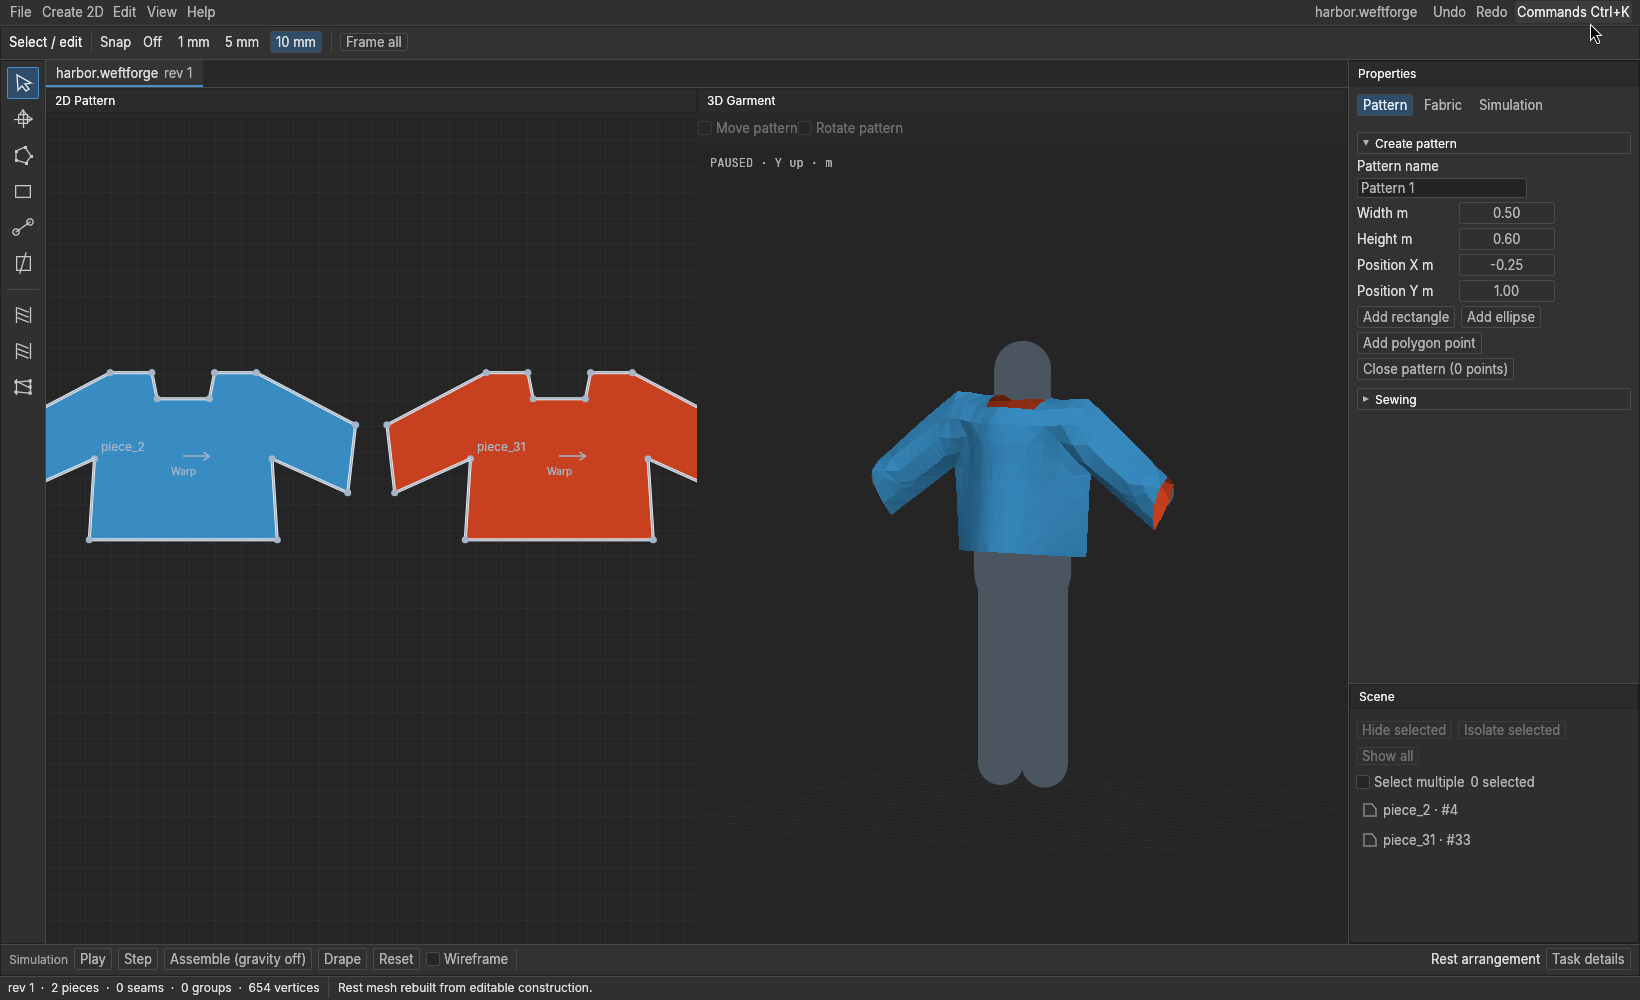 File Create 2D Edit View Help harbor.weftforge Undo Redo Commands Ctrl+K
Select / edit Snap Off 1 mm 5 mm 10 mm Frame all
harbor.weftforge rev 1
2D Pattern
piece_2
Warp
piece_31
Warp
3D Garment
Move pattern Rotate pattern
PAUSED · Y up · m
Properties
Pattern Fabric Simulation
Create pattern
Pattern name
Pattern 1
Width m 0.50
Height m 0.60
Position X m -0.25
Position Y m 1.00
Add rectangle Add ellipse
Add polygon point
Close pattern (0 points)
Sewing
Scene
Hide selected Isolate selected
Show all
Select multiple 0 selected
piece_2 · #4
piece_31 · #33
Simulation Play Step Assemble (gravity off) Drape Reset Wireframe Rest arrangement Task details
rev 1 · 2 pieces · 0 seams · 0 groups · 654 vertices Rest mesh rebuilt from editable construction.